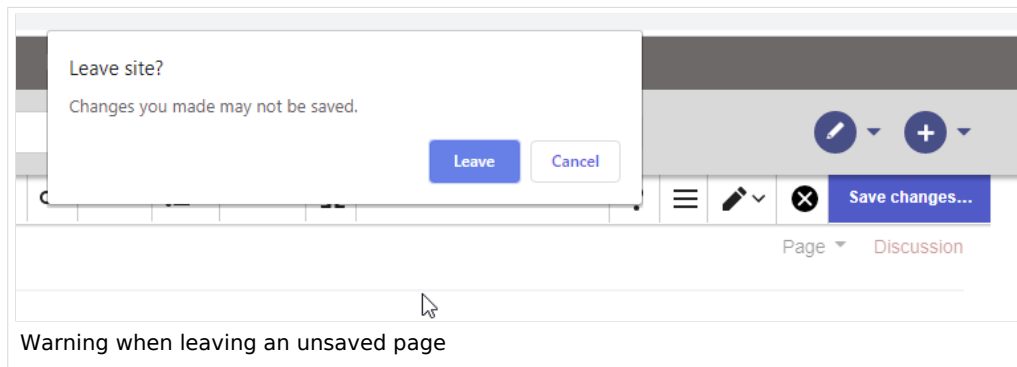 Leave site?
Changes you made may not be saved.
Leave Cancel
Save changes...
Page Discussion
Warning when leaving an unsaved page